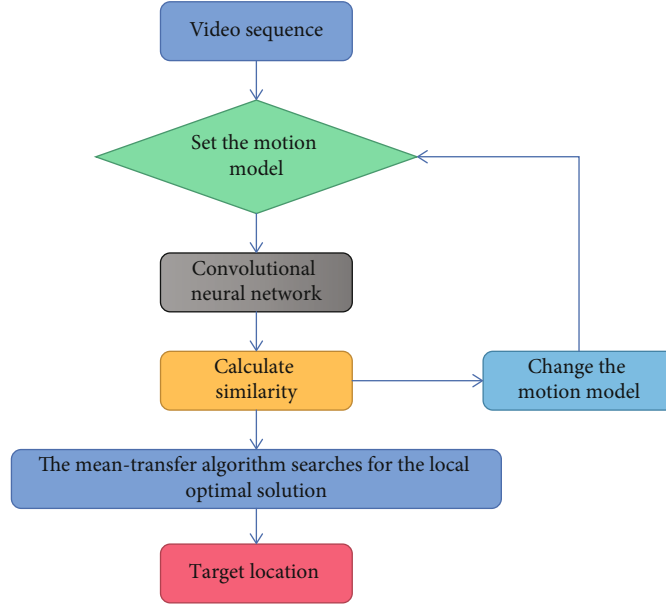 Video sequence
Set the motion
model
Convolutional
neural network
Calculate
similarity
Change the
motion model
The mean-transfer algorithm searches for the local
optimal solution
Target location